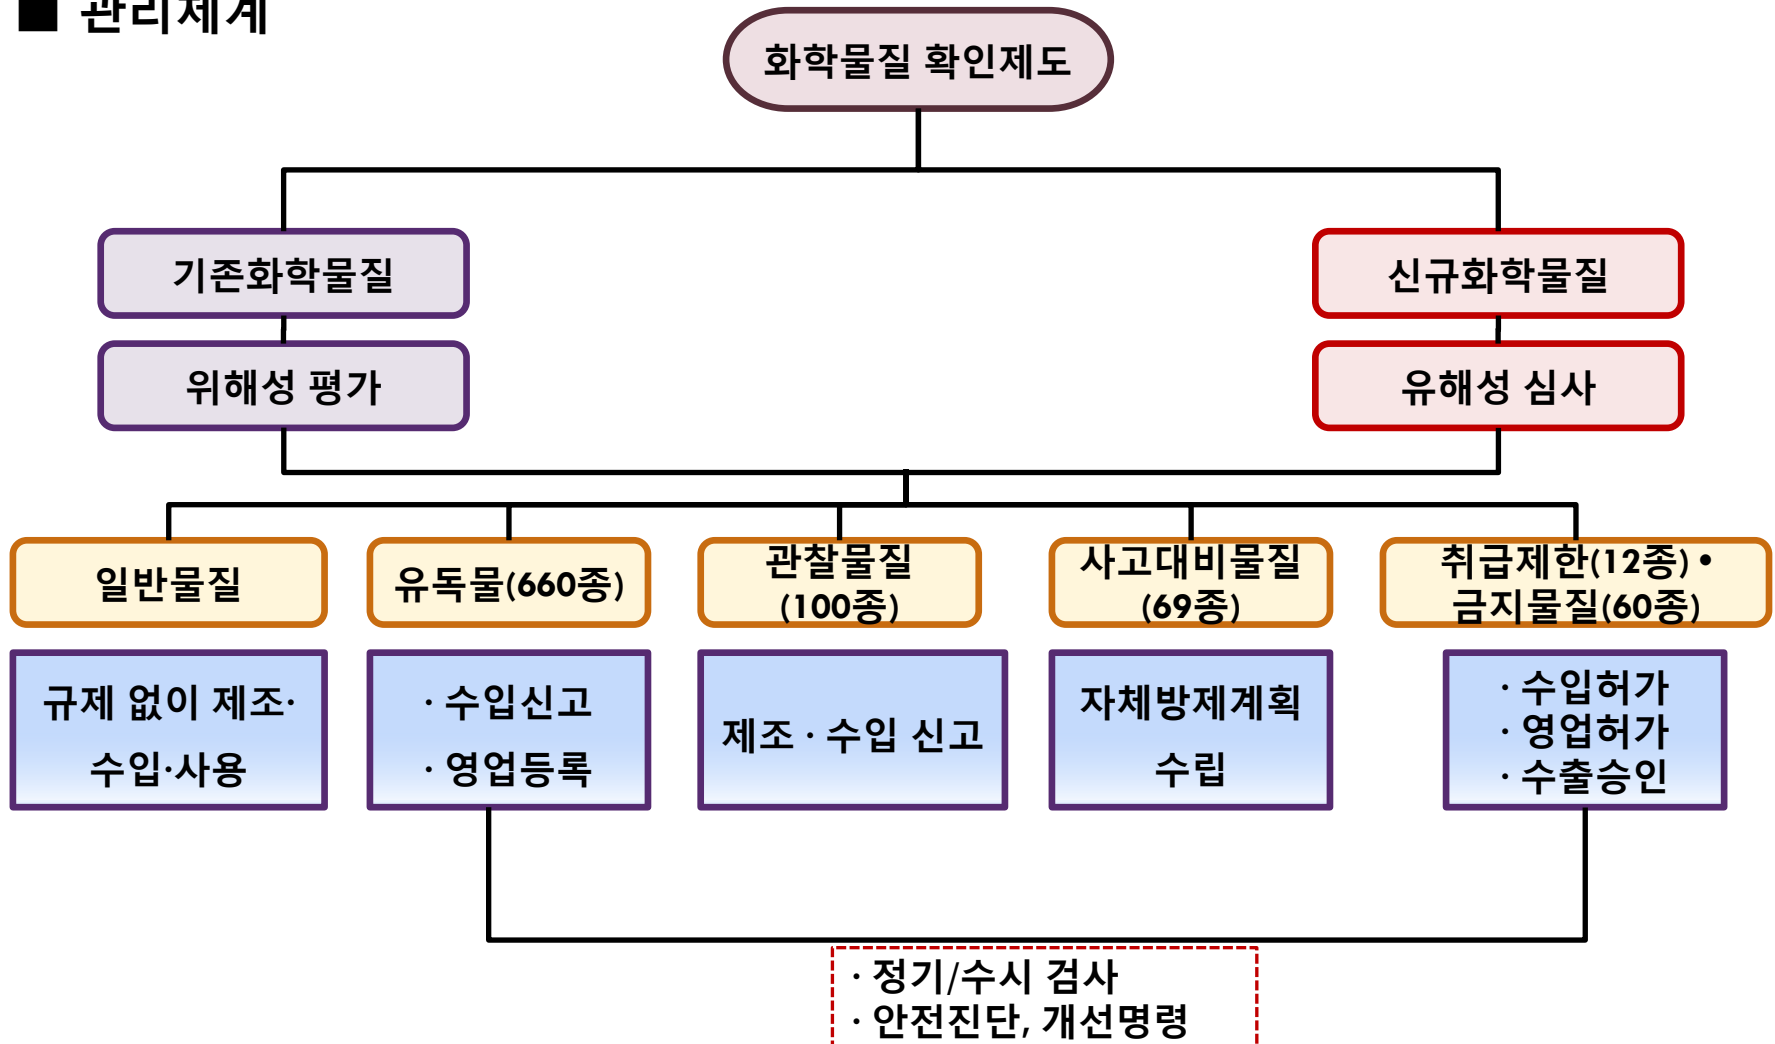 ■ 관리체계
화학물질 확인제도
기존화학물질
신규화학물질
위해성 평가
유해성 심사
일반물질
유독물(660종)
관찰물질
(100종)
사고대비물질
(69종)
취급제한(12종)•
금지물질(60종)
규제 없이 제조·
수입·사용
· 수입신고
· 영업등록
제조 · 수입 신고
자체방제계획
수립
· 수입허가
· 영업허가
· 수출승인
· 정기/수시 검사
· 안전진단, 개선명령